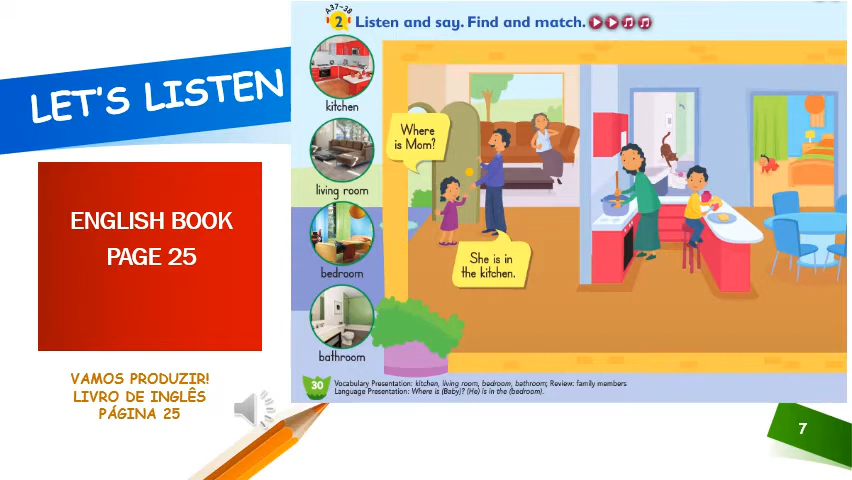 LET'S LISTEN
ENGLISH BOOK
PAGE 25
VAMOS PRODUZIR!
LIVRO DE INGLÊS
PÁGINA 25
A37-38
2 Listen and say. Find and match.
kitchen
living room
bedroom
bathroom
Where
is Mom?
She is in
the kitchen.
30 Vocabulary Presentation: kitchen, living room, bedroom, bathroom; Review: family members
Language Presentation: Where is (Baby)? (He) is in the (bedroom).
7